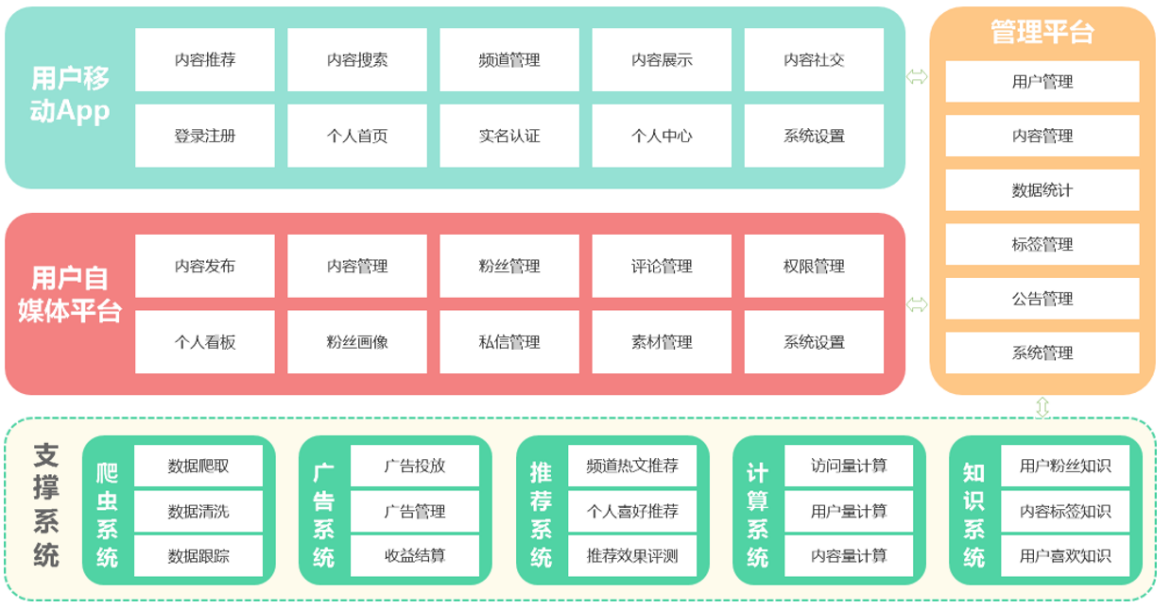 用户移
动App
内容推荐
内容搜索
频道管理
内容展示
内容社交
登录注册
个人首页
实名认证
个人中心
系统设置
管理平台
用户管理
内容管理
数据统计
标签管理
公告管理
系统管理
用户自
媒体平台
内容发布
内容管理
粉丝管理
评论管理
权限管理
个人看板
粉丝画像
私信管理
素材管理
系统设置
支撑系统
爬虫系统
数据爬取
数据清洗
数据跟踪
广告系统
广告投放
广告管理
收益结算
推荐系统
频道热文推荐
个人喜好推荐
推荐效果评测
计算系统
访问量计算
用户量计算
内容量计算
知识系统
用户粉丝知识
内容标签知识
用户喜欢知识